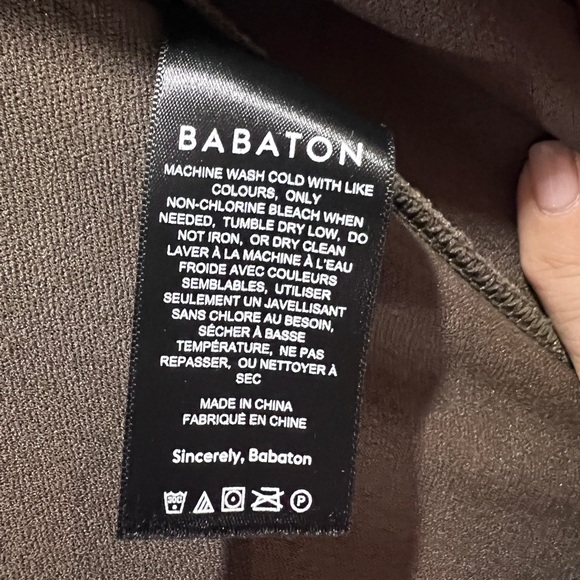 BABATON
MACHINE WASH COLD WITH LIKE
COLOURS, ONLY
NON-CHLORINE BLEACH WHEN
NEEDED, TUMBLE DRY LOW, DO
NOT IRON, OR DRY CLEAN
LAVER À LA MACHINE À L'EAU
FROIDE AVEC COULEURS
SEMBLABLES, UTILISER
SEULEMENT UN JAVELLISANT
SANS CHLORE AU BESOIN,
SÉCHER À BASSE
TEMPÉRATURE, NE PAS
REPASSER, OU NETTOYER À
SEC
MADE IN CHINA
FABRIQUÉ EN CHINE
Sincerely, Babaton
30C P